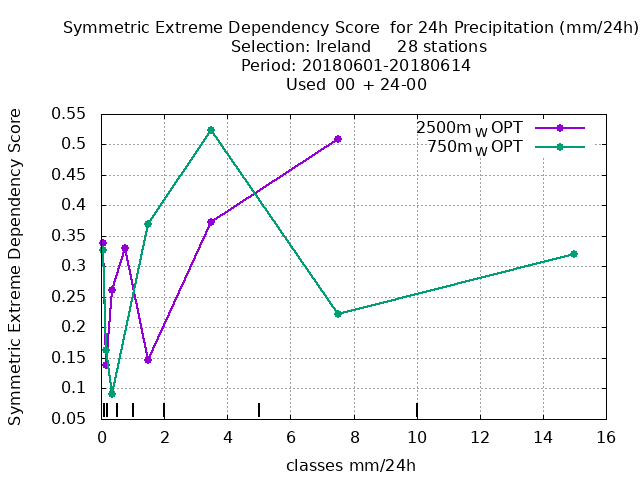 Symmetric Extreme Dependency Score  for 24h Precipitation (mm/24h)
Selection: Ireland     28 stations
Period: 20180601-20180614
Used  00  + 24-00
Symmetric Extreme Dependency Score
0.55
0.5
0.45
0.4
0.35
0.3
0.25
0.2
0.15
0.1
0.05
2500m W OPT
750m W OPT
0 2 4 6 8 10 12 14 16
classes mm/24h